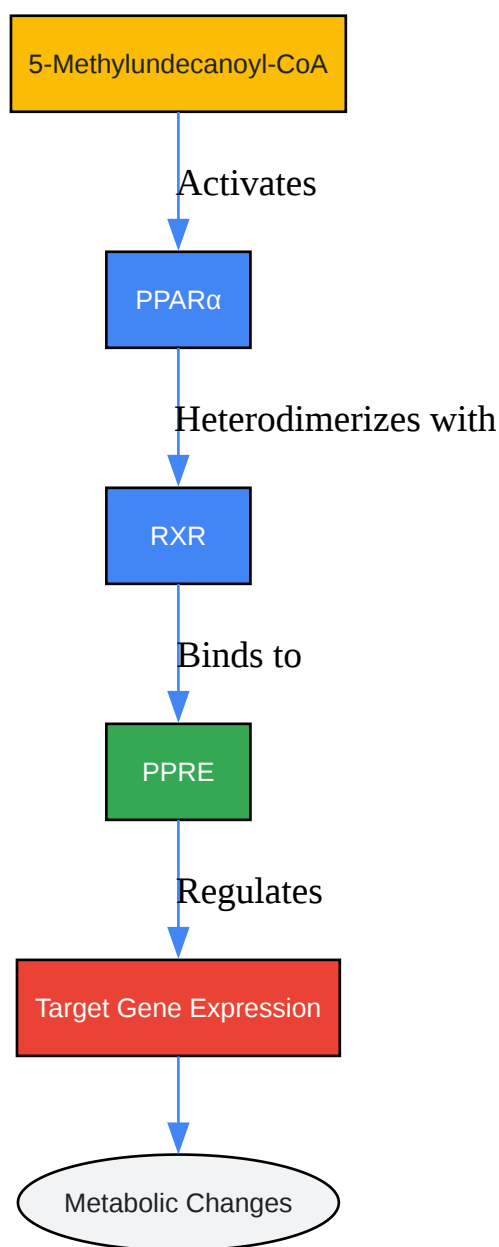 5-Methylundecanoyl-CoA
Activates
PPARα
Heterodimerizes with
RXR
Binds to
PPRE
Regulates
Target Gene Expression
Metabolic Changes